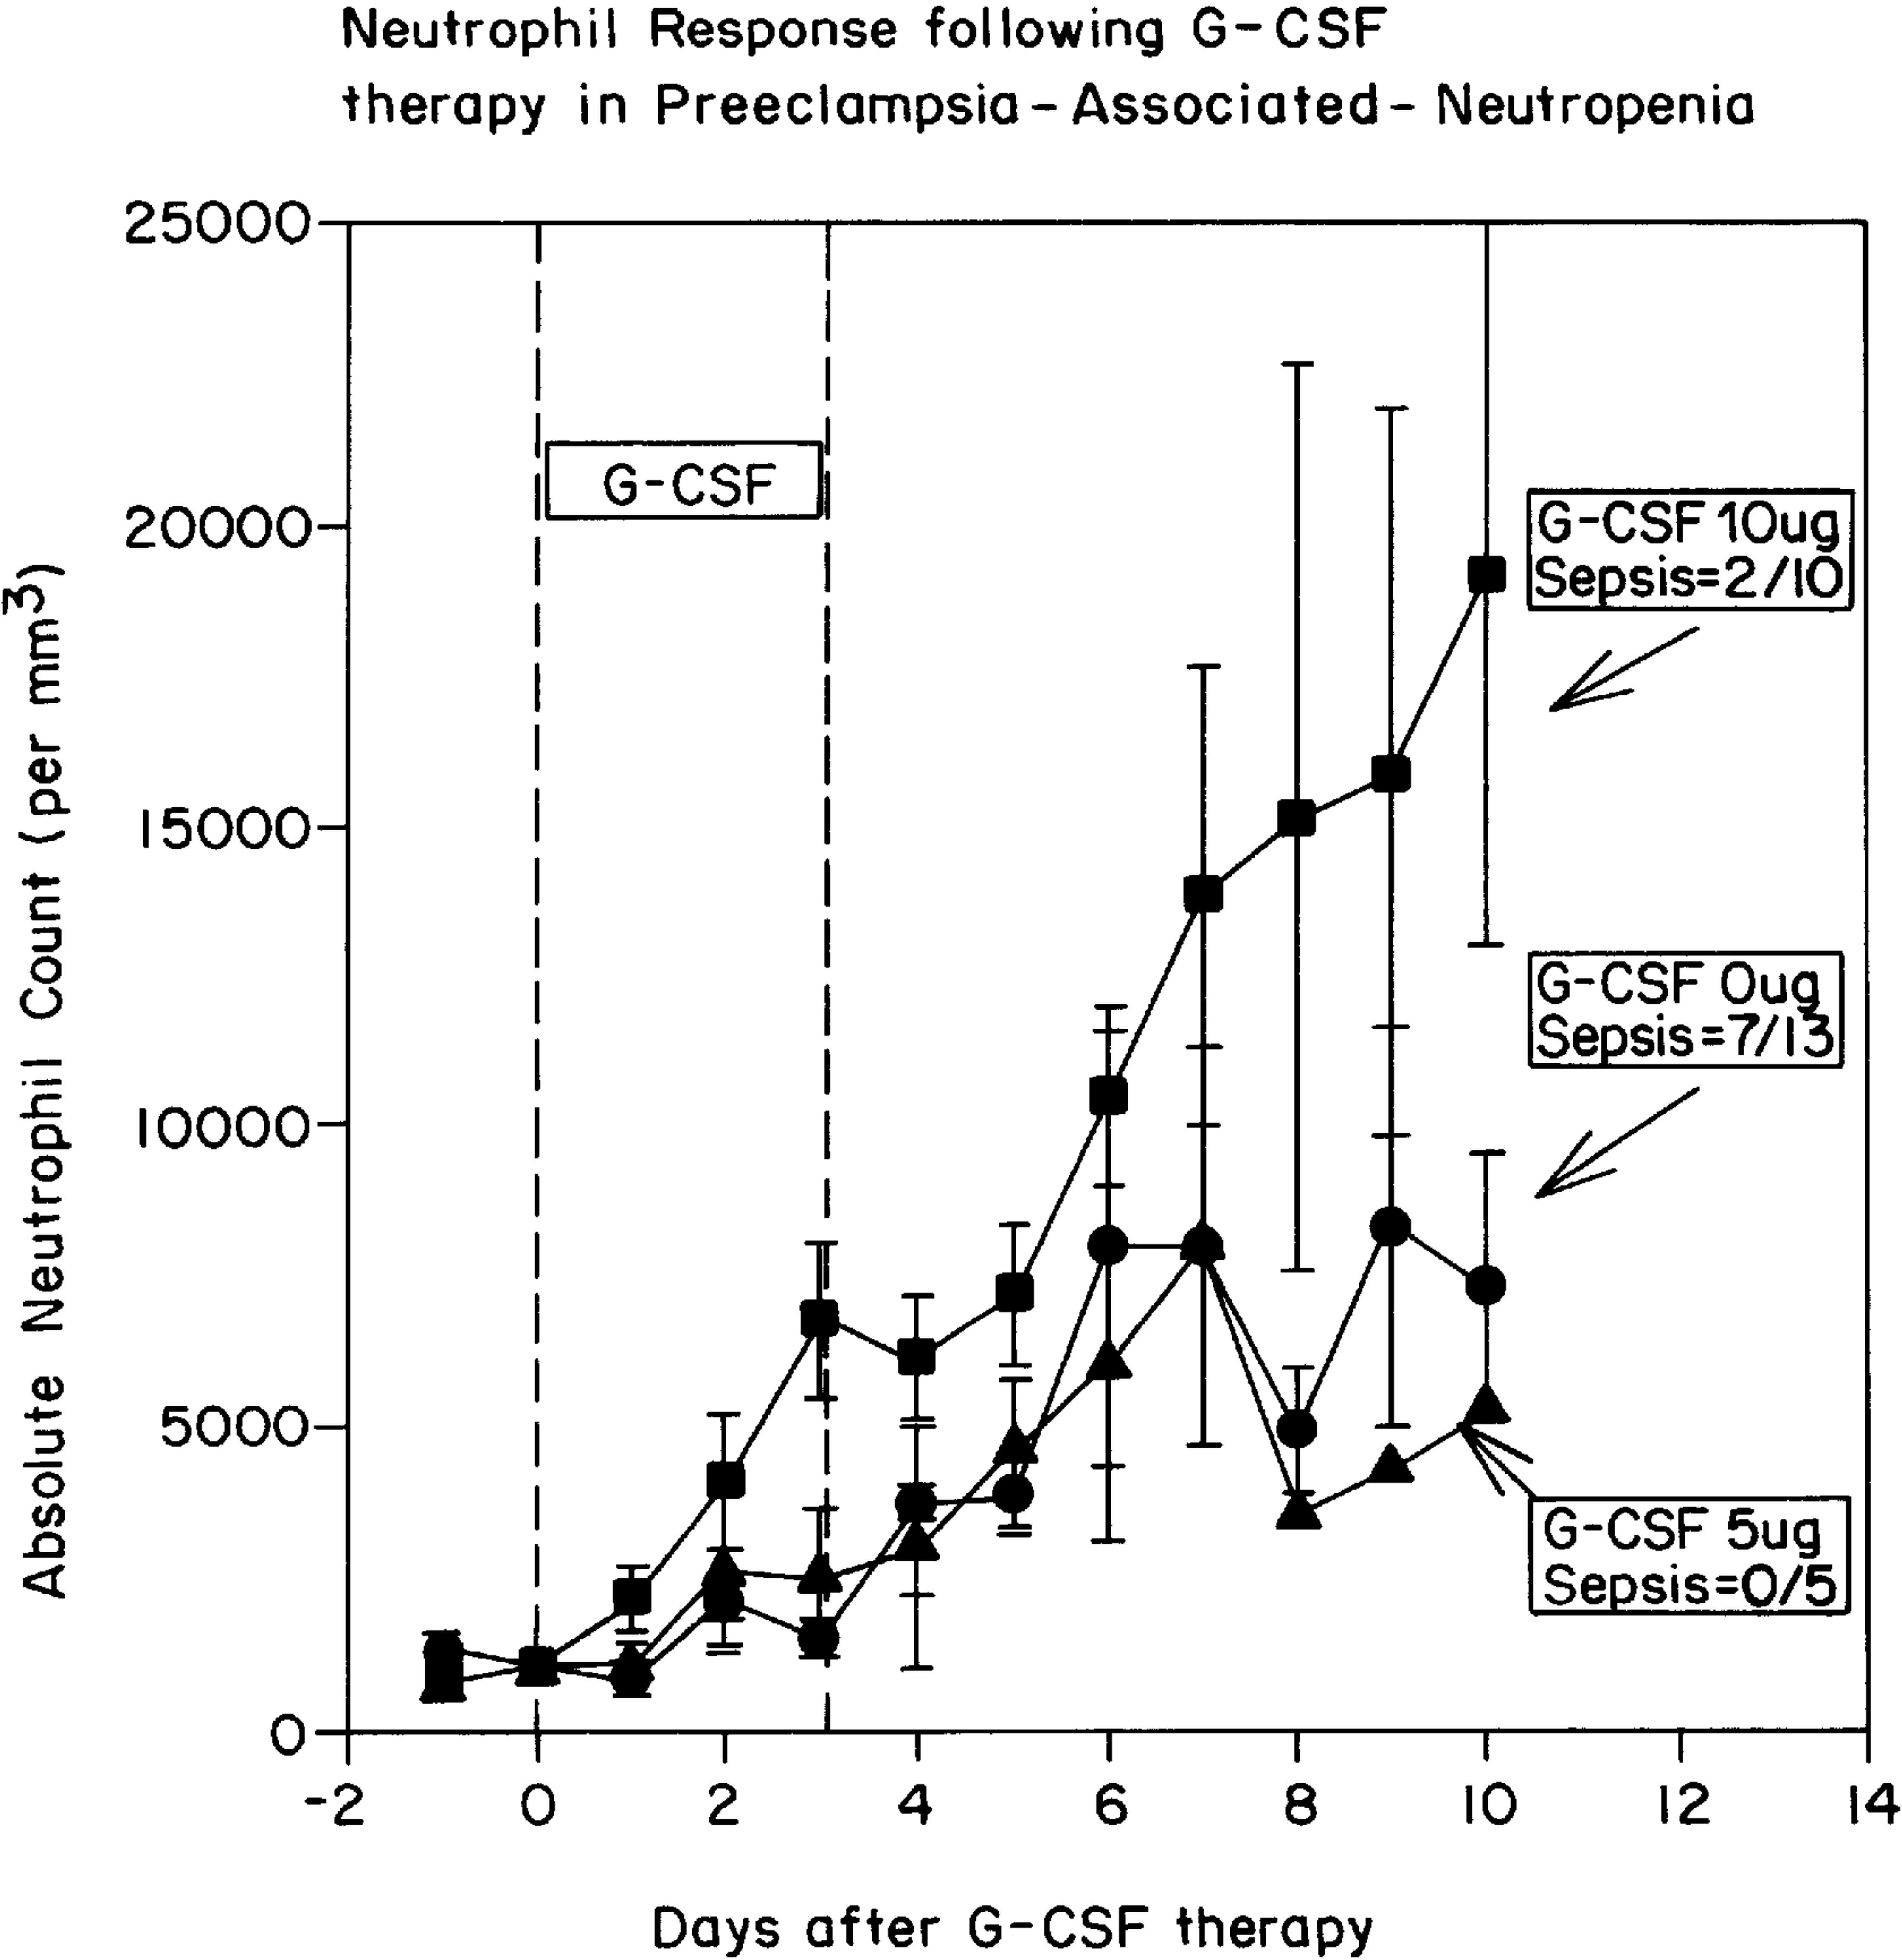 Neutrophil Response following G-CSF
therapy in Preeclampsia-Associated-Neutropenia
Absolute Neutrophil Count (per mm³)
25000
20000
15000
10000
5000
0
G-CSF
G-CSF 10ug
Sepsis=2/10
G-CSF 0ug
Sepsis=7/13
G-CSF 5ug
Sepsis=0/5
-2 0 2 4 6 8 10 12 14
Days after G-CSF therapy